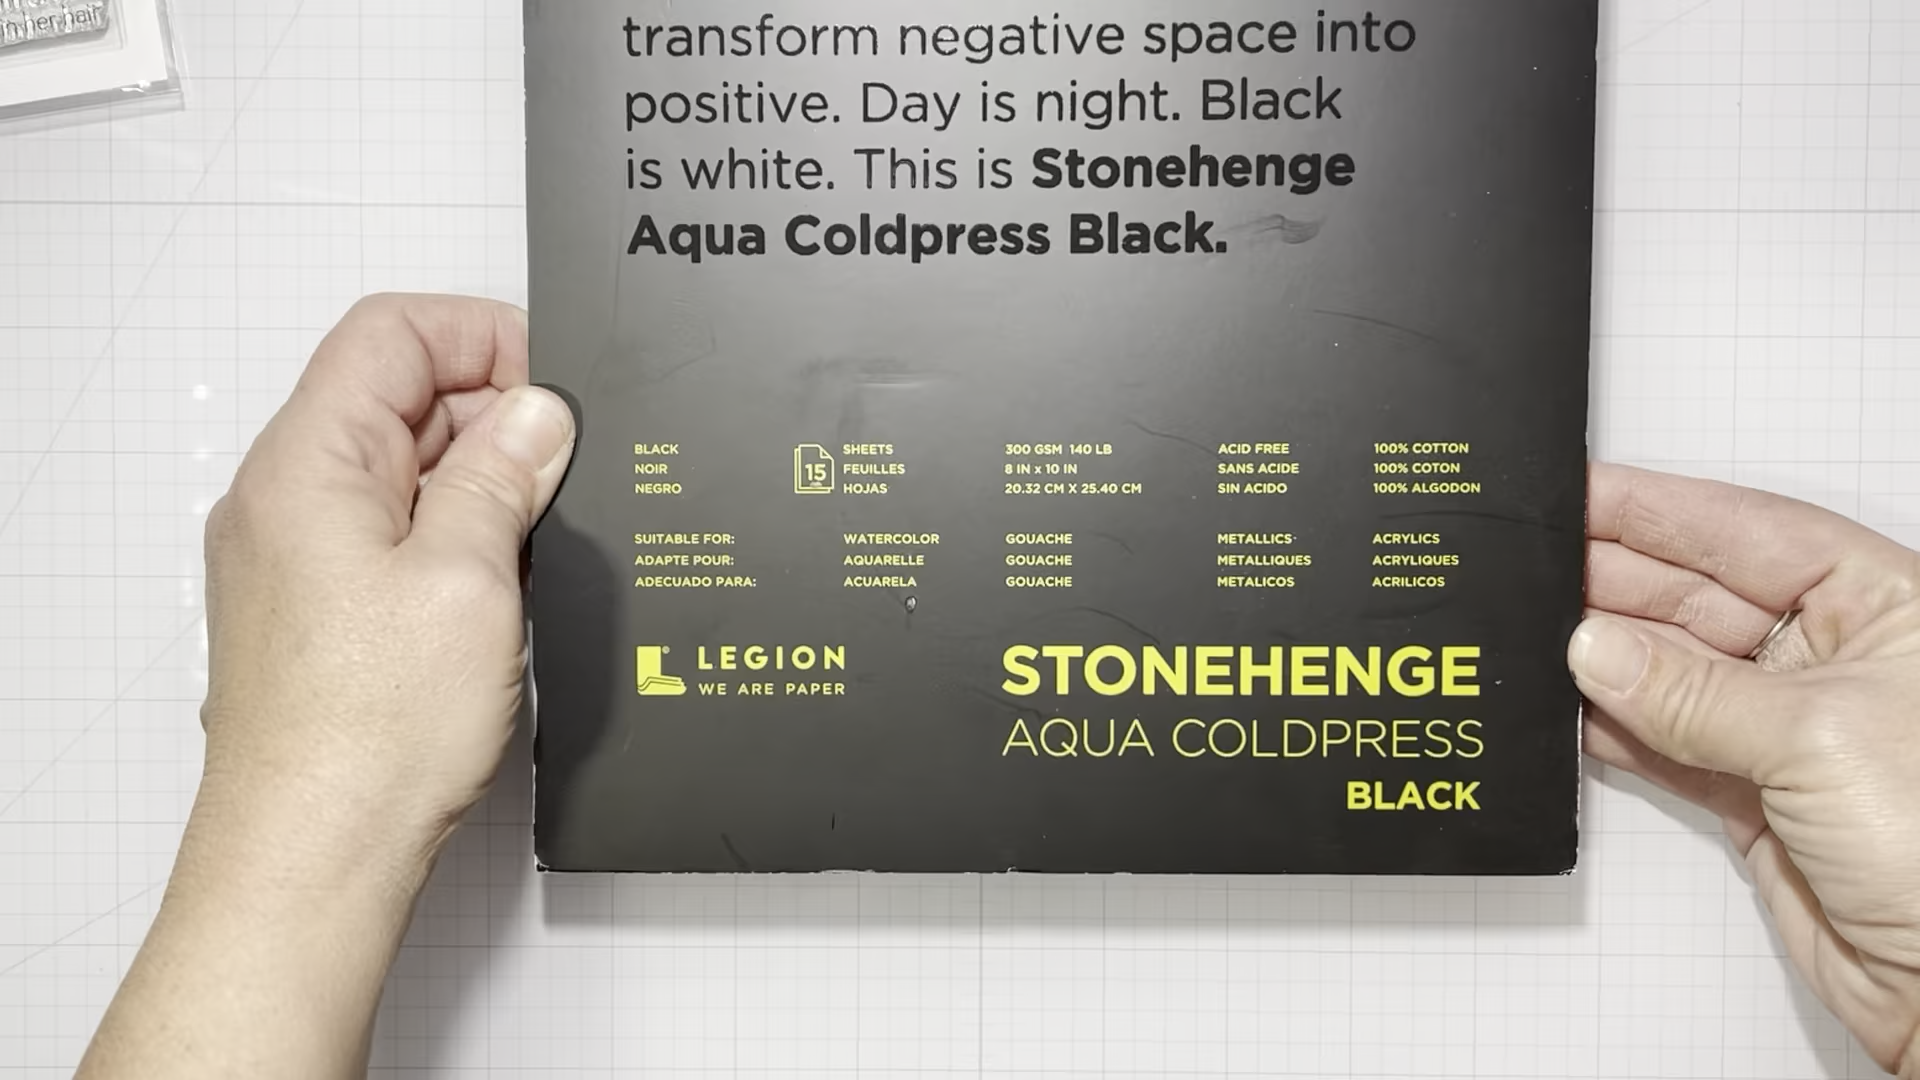 in her hair
transform negative space into
positive. Day is night. Black
is white. This is Stonehenge
Aqua Coldpress Black.
BLACK
NOIR
NEGRO
15
SHEETS
FEUILLES
HOJAS
300 GSM 140 LB
8 IN x 10 IN
20.32 CM X 25.40 CM
ACID FREE
SANS ACIDE
SIN ACIDO
100% COTTON
100% COTON
100% ALGODON
SUITABLE FOR:
ADAPTE POUR:
ADECUADO PARA:
WATERCOLOR
AQUARELLE
ACUARELA
GOUACHE
GOUACHE
GOUACHE
METALLICS
METALLIQUES
METALICOS
ACRYLICS
ACRYLIQUES
ACRILICOS
LEGION
WE ARE PAPER
STONEHENGE
AQUA COLDPRESS
BLACK